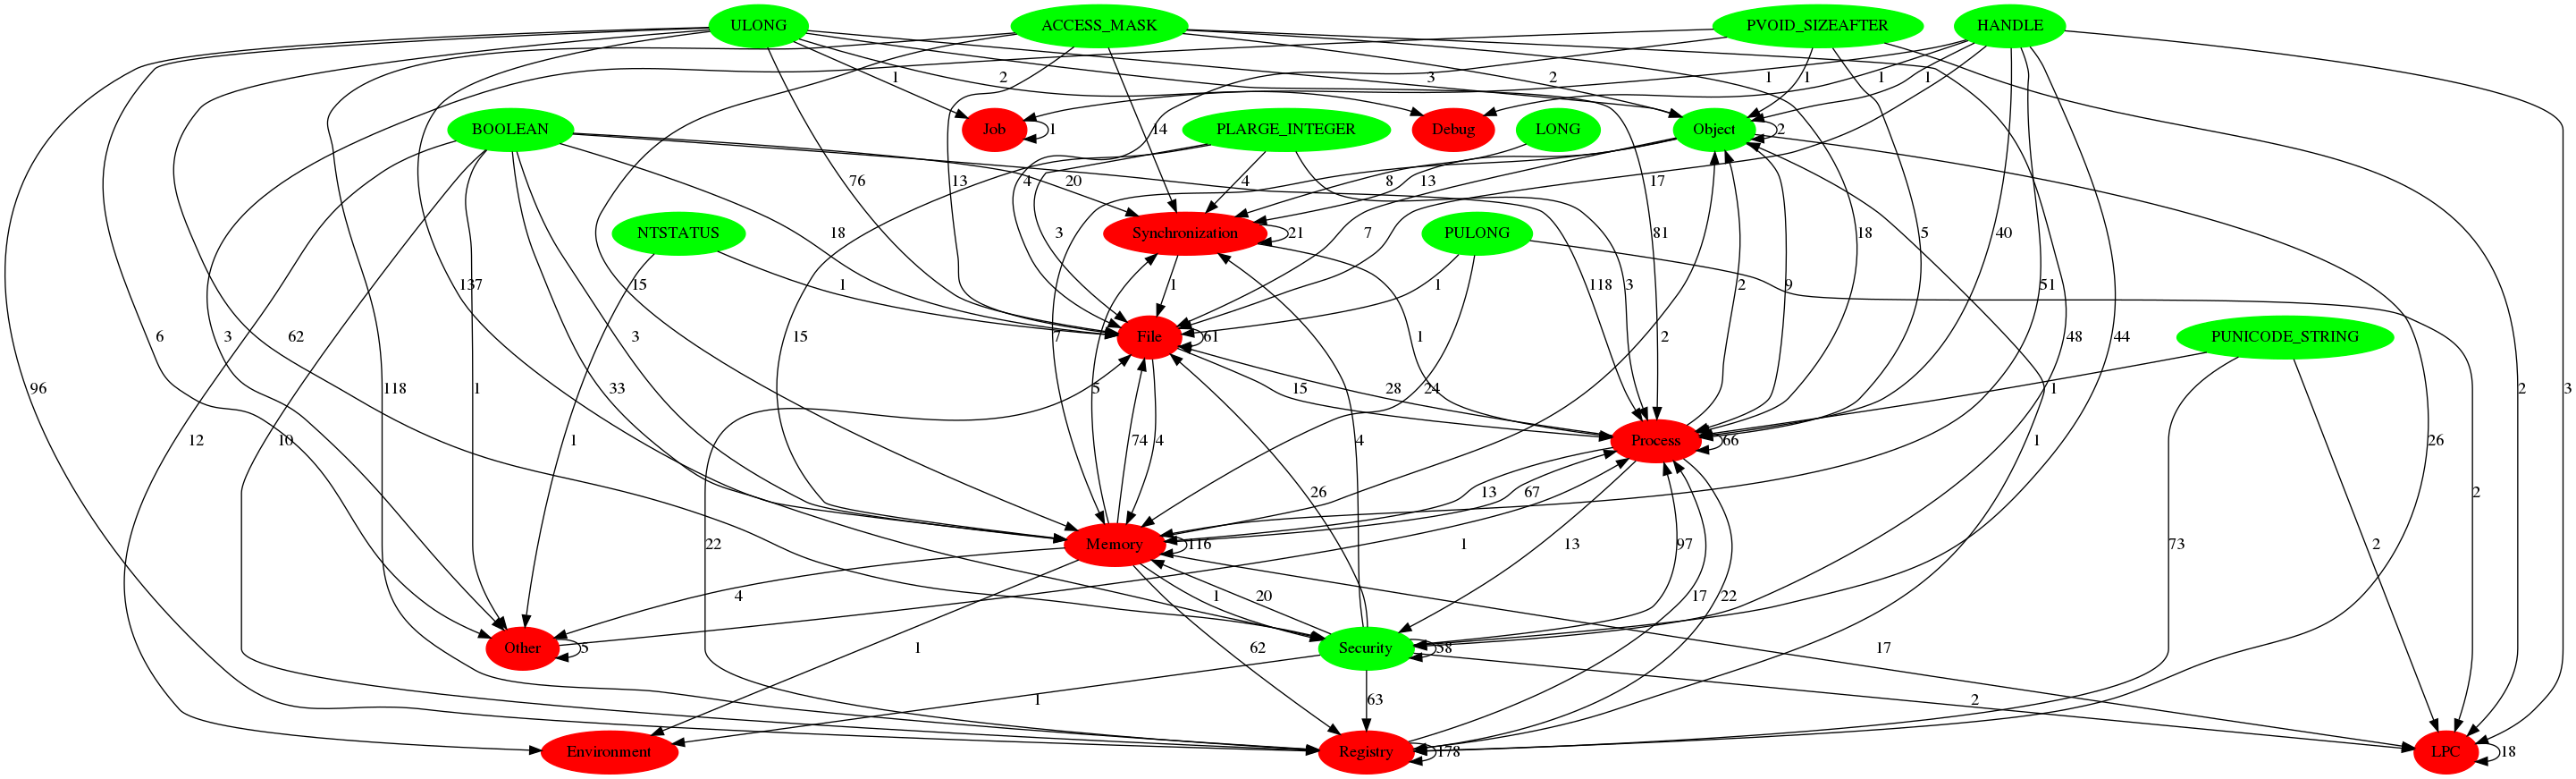 ULONG ACCESS_MASK PVOID_SIZEAFTER HANDLE
1 2 3 2 1 1 1 1
BOOLEAN Job 1 14 PLARGE_INTEGER Debug LONG Object 2
76 13 4 20 4 8 13 17
NTSTATUS Synchronization 21 PULONG
18 3 7 81 18 5 40
137 15 1 1 1 118 3 2 9 51
6 62 3 3 15 7 File 61 1 2 48 44 PUNICODE_STRING
96 118 1 33 5 15 28 24 1 2 3
12 10 1 74 4 4 Process 66 1 26
13 67 2
22 Memory 116 26 1 13 97 73 2
4 1 20 17 22
Other 5 1 62 Security 58 17
1 63 2
Environment Registry 178 LPC 18